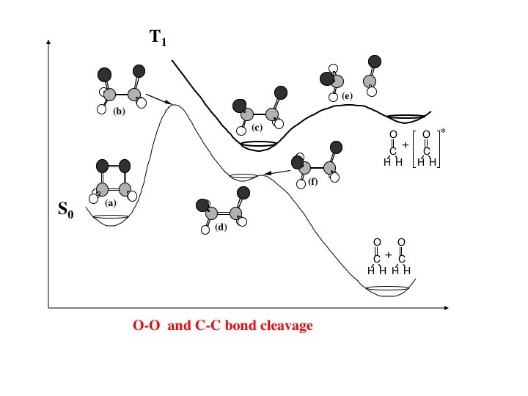 T1
(b)
(c)
(e)
(a)
S0
(d)
(f)
O O
C + [ C ]*
H H H H
O O
C + C
H H H H
O-O and C-C bond cleavage